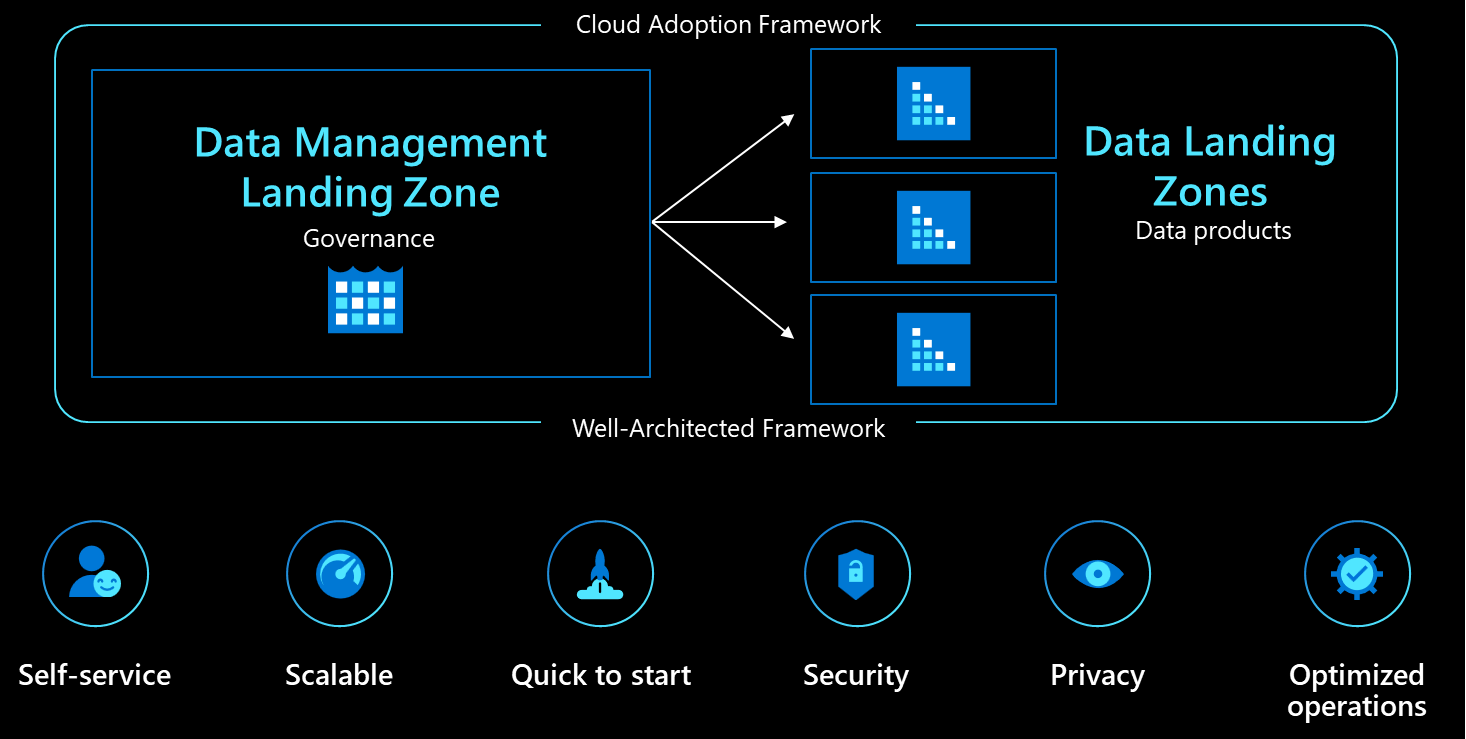 Cloud Adoption Framework
Data Management
Landing Zone
Governance
Data Landing
Zones
Data products
Well-Architected Framework
Self-service
Scalable
Quick to start
Security
Privacy
Optimized
operations